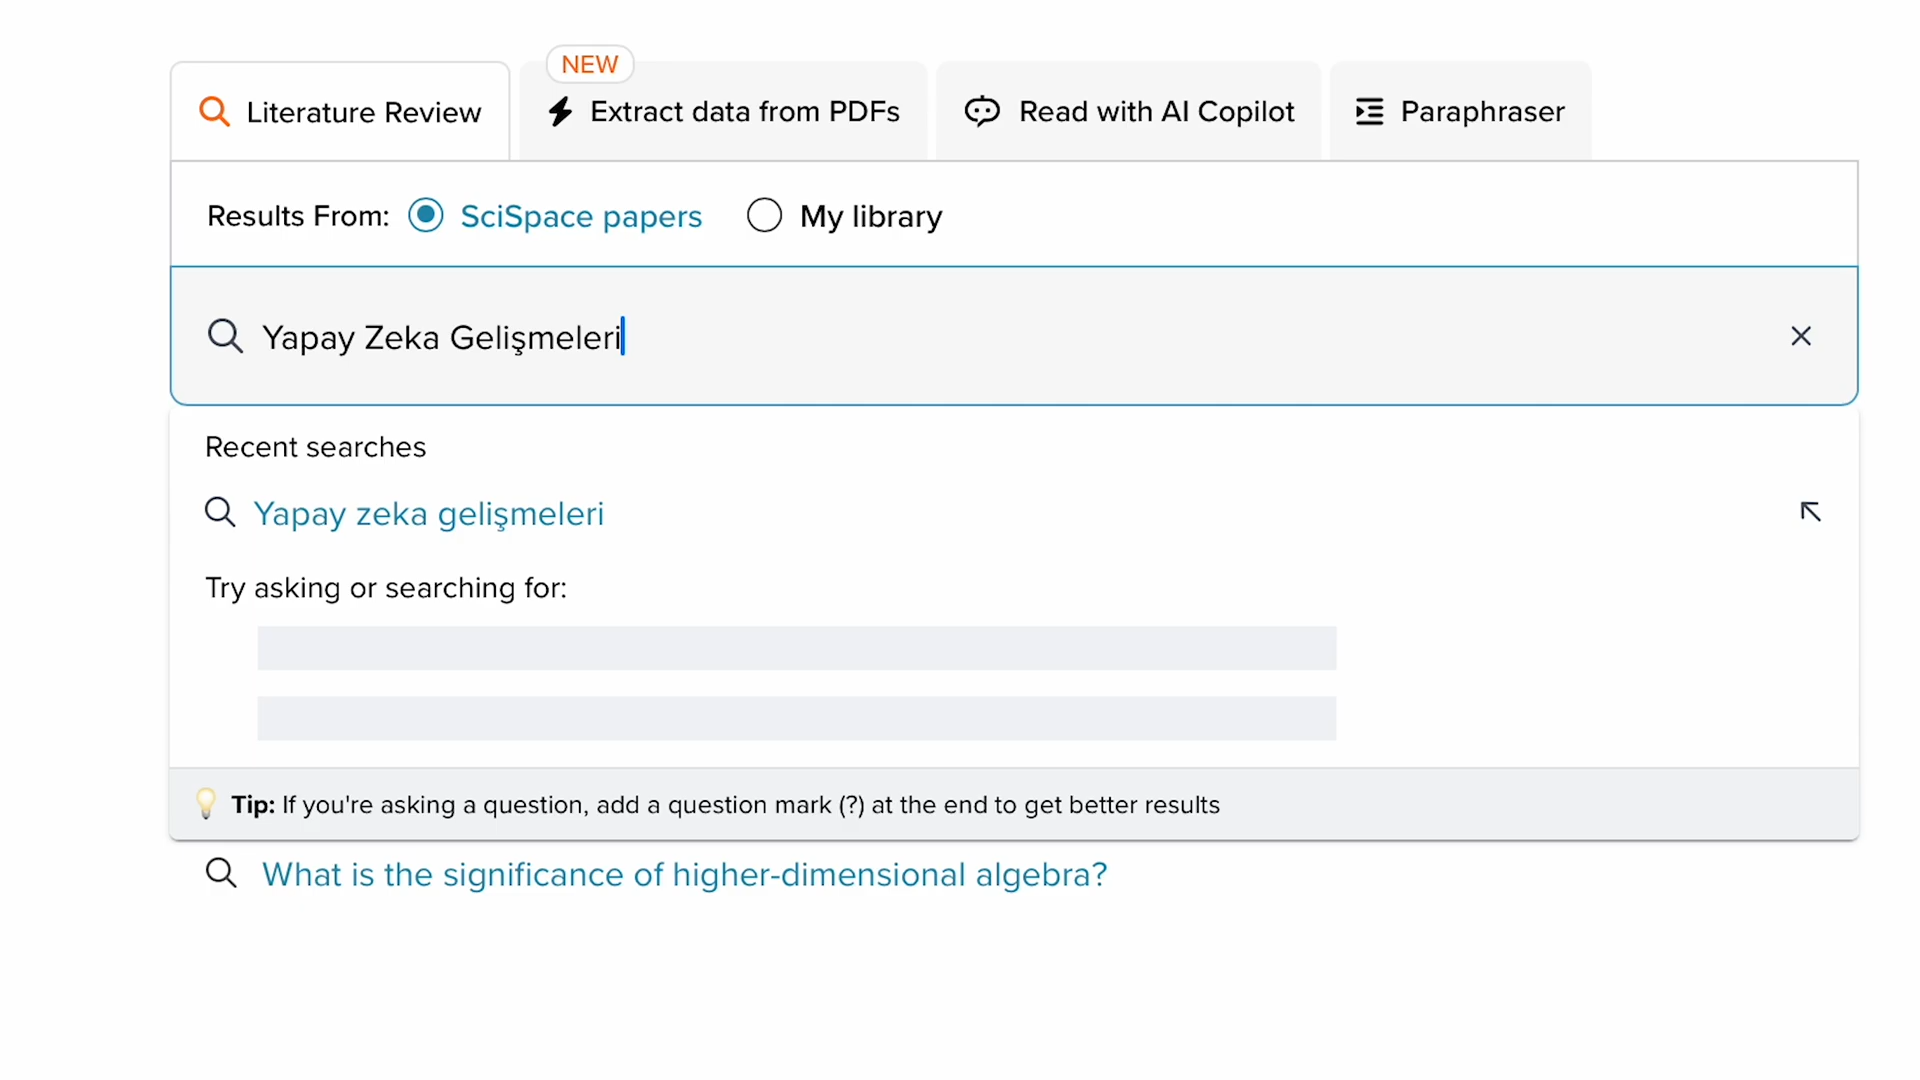 NEW
Literature Review
Extract data from PDFs
Read with AI Copilot
Paraphraser
Results From: SciSpace papers My library
Yapay Zeka Gelişmeleri
Recent searches
Yapay zeka gelişmeleri
Try asking or searching for:
Tip: If you're asking a question, add a question mark (?) at the end to get better results
What is the significance of higher-dimensional algebra?